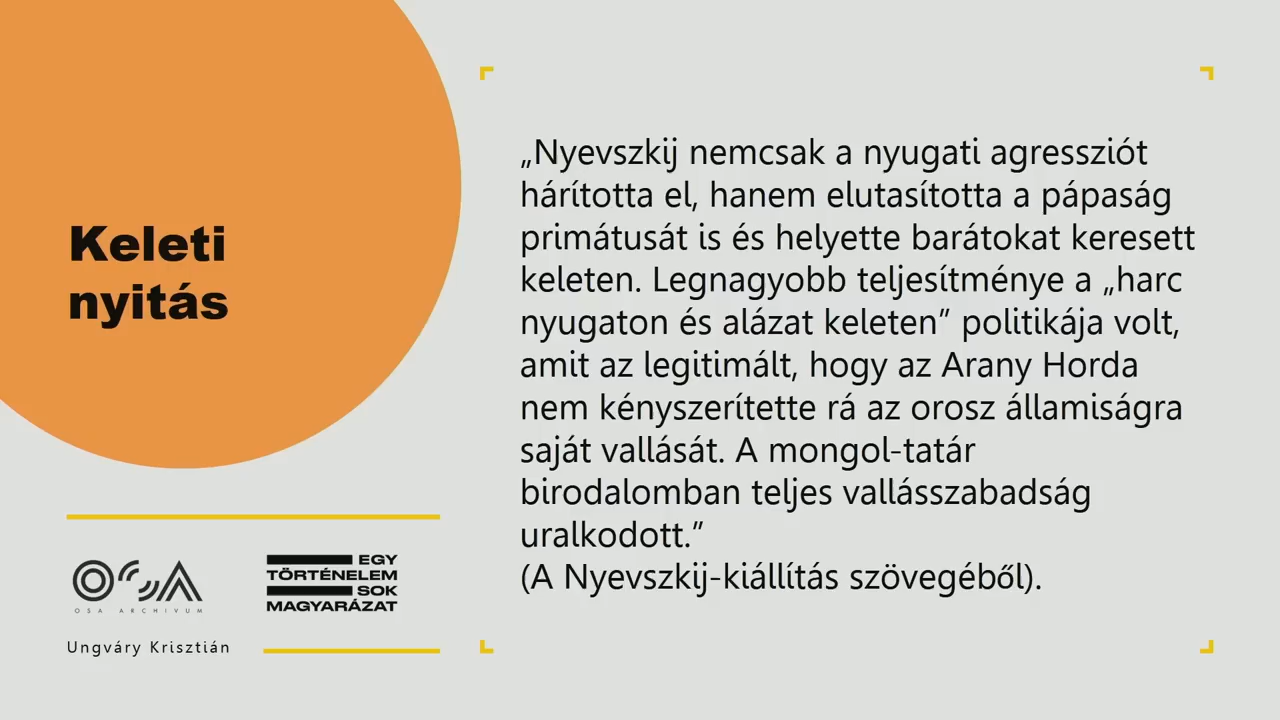 Keleti
nyitás
„Nyevszkij nemcsak a nyugati agressziót
hárította el, hanem elutasította a pápaság
primátusát is és helyette barátokat keresett
keleten. Legnagyobb teljesítménye a „harc
nyugaton és alázat keleten” politikája volt,
amit az legitimált, hogy az Arany Horda
nem kényszerítette rá az orosz államiságra
saját vallását. A mongol-tatár
birodalomban teljes vallásszabadság
uralkodott.”
(A Nyevszkij-kiállítás szövegéből).
OSA
OSA ARCHIVUM
EGY
TÖRTÉNELEM
SOK
MAGYARÁZAT
Ungváry Krisztián